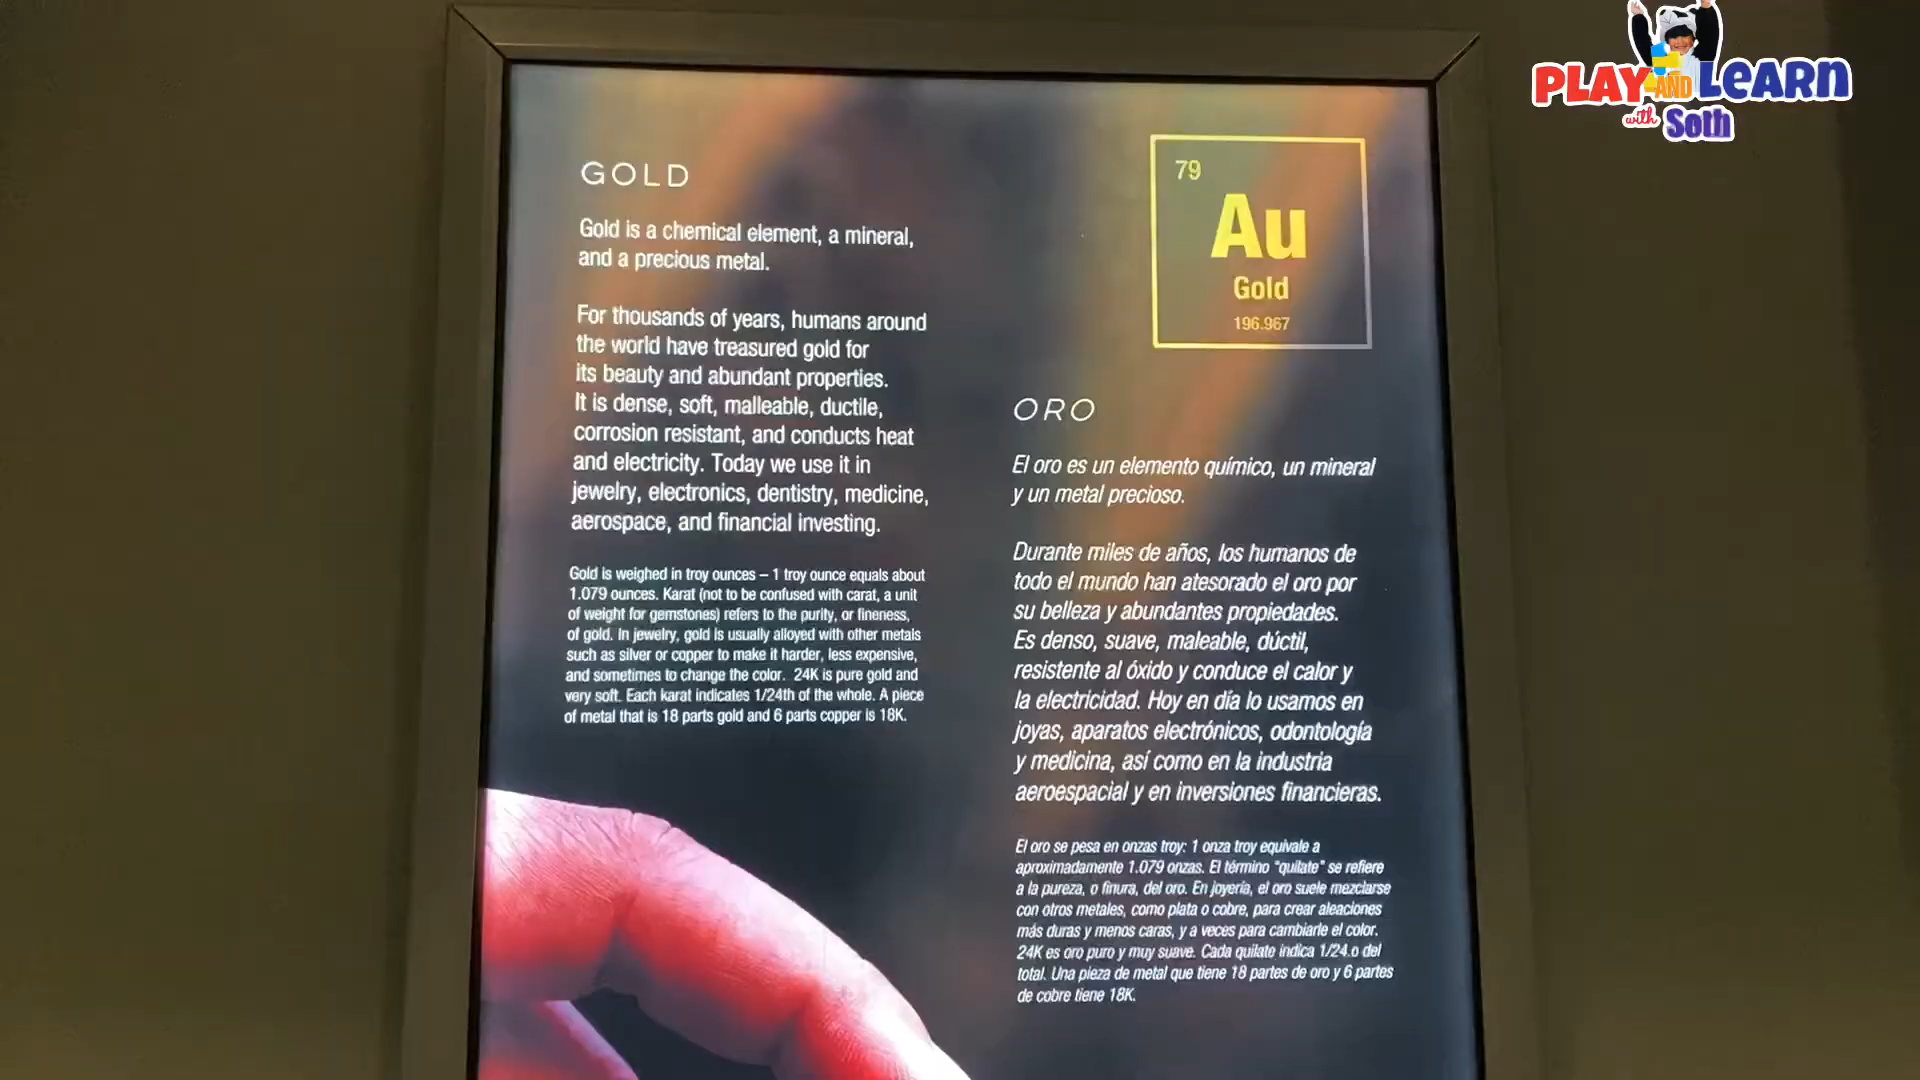 GOLD
Gold is a chemical element, a mineral,
and a precious metal.
For thousands of years, humans around
the world have treasured gold for
its beauty and abundant properties.
It is dense, soft, malleable, ductile,
corrosion resistant, and conducts heat
and electricity. Today we use it in
jewelry, electronics, dentistry, medicine,
aerospace, and financial investing.
Gold is weighed in troy ounces – 1 troy ounce equals about
1.079 ounces. Karat (not to be confused with carat, a unit
of weight for gemstones) refers to the purity, or fineness,
of gold. In jewelry, gold is usually alloyed with other metals
such as silver or copper to make it harder, less expensive,
and sometimes to change the color. 24K is pure gold and
very soft. Each karat indicates 1/24th of the whole. A piece
of metal that is 18 parts gold and 6 parts copper is 18K.
79
Au
Gold
196.967
ORO
El oro es un elemento químico, un mineral
y un metal precioso.
Durante miles de años, los humanos de
todo el mundo han atesorado el oro por
su belleza y abundantes propiedades.
Es denso, suave, maleable, dúctil,
resistente al óxido y conduce el calor y
la electricidad. Hoy en día lo usamos en
joyas, aparatos electrónicos, odontología
y medicina, así como en la industria
aeroespacial y en inversiones financieras.
El oro se pesa en onzas troy: 1 onza troy equivale a
aproximadamente 1.079 onzas. El término "quilate" se refiere
a la pureza, o finura, del oro. En joyería, el oro suele mezclarse
con otros metales, como plata o cobre, para crear aleaciones
más duras y menos caras, y a veces para cambiarle el color.
24K es oro puro y muy suave. Cada quilate indica 1/24.o del
total. Una pieza de metal que tiene 18 partes de oro y 6 partes
de cobre tiene 18K.
PLAY AND LEARN
with Soth